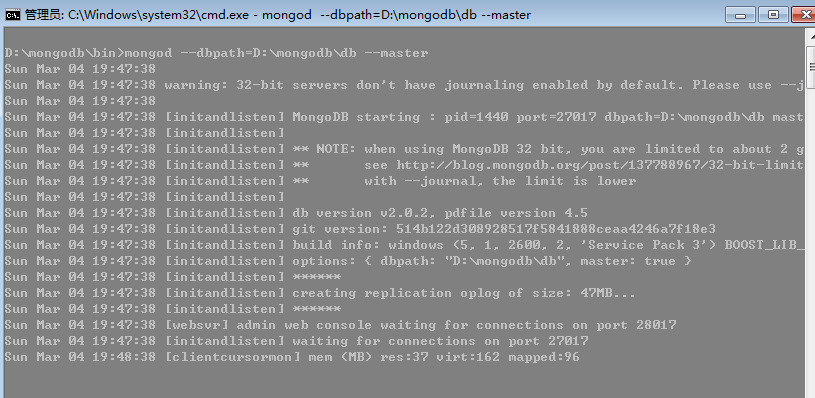 管理员: C:\Windows\system32\cmd.exe - mongod  --dbpath=D:\mongodb\db --master
D:\mongodb\bin>mongod --dbpath=D:\mongodb\db --master
Sun Mar 04 19:47:38
Sun Mar 04 19:47:38 warning: 32-bit servers don't have journaling enabled by default. Please use --j
Sun Mar 04 19:47:38
Sun Mar 04 19:47:38 [initandlisten] MongoDB starting : pid=1440 port=27017 dbpath=D:\mongodb\db mast
Sun Mar 04 19:47:38 [initandlisten]
Sun Mar 04 19:47:38 [initandlisten] ** NOTE: when using MongoDB 32 bit, you are limited to about 2 g
Sun Mar 04 19:47:38 [initandlisten] **       see http://blog.mongodb.org/post/137788967/32-bit-limit
Sun Mar 04 19:47:38 [initandlisten] **       with --journal, the limit is lower
Sun Mar 04 19:47:38 [initandlisten]
Sun Mar 04 19:47:38 [initandlisten] db version v2.0.2, pdfile version 4.5
Sun Mar 04 19:47:38 [initandlisten] git version: 514b122d308928517f5841888ceaa4246a7f18e3
Sun Mar 04 19:47:38 [initandlisten] build info: windows (5, 1, 2600, 2, 'Service Pack 3') BOOST_LIB_
Sun Mar 04 19:47:38 [initandlisten] options: { dbpath: "D:\mongodb\db", master: true }
Sun Mar 04 19:47:38 [initandlisten] ******
Sun Mar 04 19:47:38 [initandlisten] creating replication oplog of size: 47MB...
Sun Mar 04 19:47:38 [initandlisten] ******
Sun Mar 04 19:47:38 [websvr] admin web console waiting for connections on port 28017
Sun Mar 04 19:47:38 [initandlisten] waiting for connections on port 27017
Sun Mar 04 19:48:38 [clientcursormon] mem (MB) res:37 virt:162 mapped:96